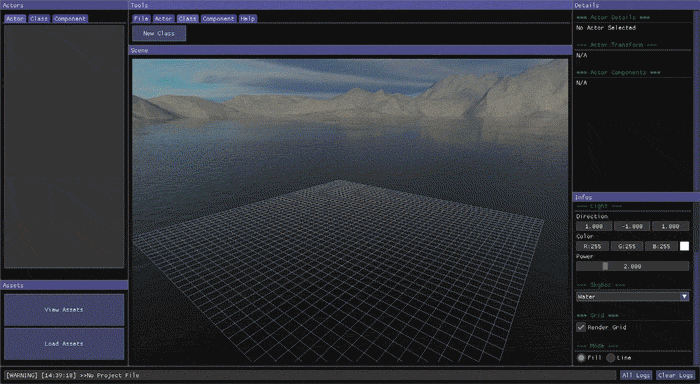 Actors
Actor Class Component
Assets
View Assets
Load Assets
Tools
File Actor Class Component Help
New Class
Scene
Details
*** Actor Details ***
No Actor Selected
--- Actor Transform ---
N/A
*** Actor Components ***
N/A
Infos
--- Light ---
Direction
1.000 -1.000 1.000
Color
R:255 G:255 B:255
Power
2.000
--- Skybox ---
Water
*** Grid ***
Render Grid
--- Mode ---
Fill Line
[WARNING] [14:39:18] >>No Project File
All Logs Clear Logs